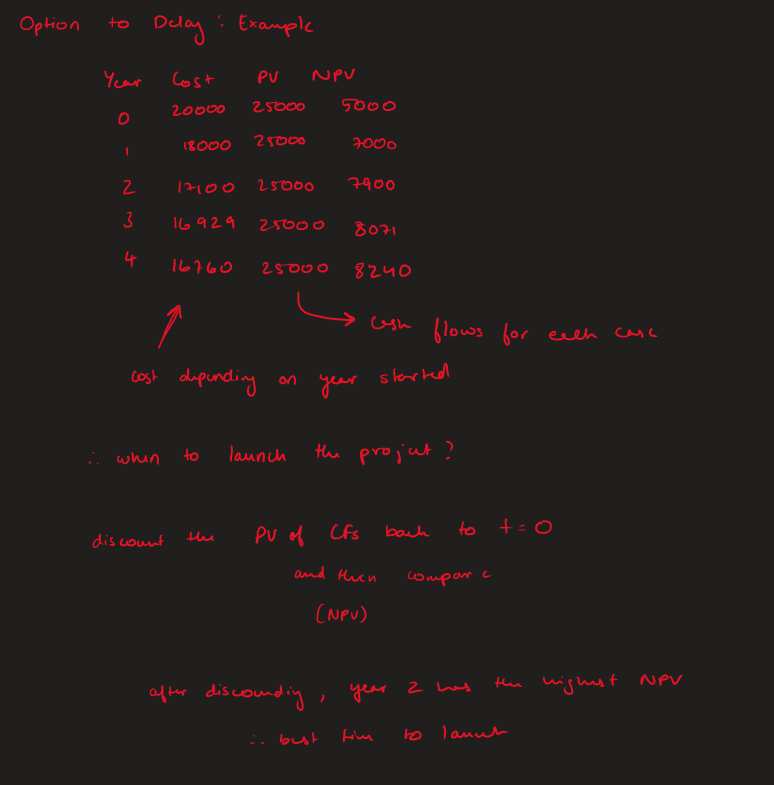 Option to Delay : Example
Year Cost PV NPV
0 20000 25000 5000
1 18000 25000 7000
2 17100 25000 7900
3 16929 25000 8071
4 16760 25000 8240
cash flows for each case
cost depending on year started
∴ when to launch the project?
discount the PV of CFs back to t=0
and then compare
(NPV)
after discounting, year 2 has the highest NPV
∴ best time to launch